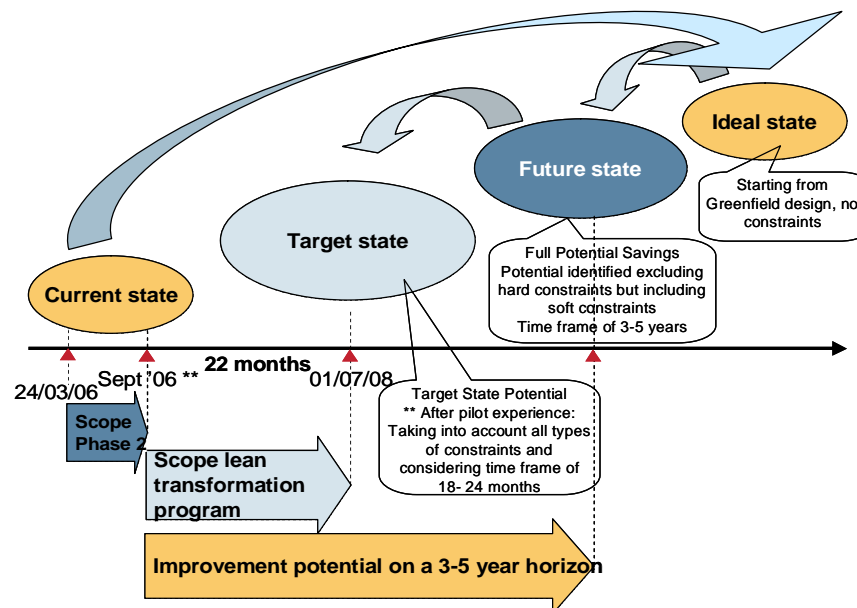 Ideal state
Future state
Starting from
Greenfield design, no
constraints
Target state
Full Potential Savings
Potential identified excluding
hard constraints but including
soft constraints
Time frame of 3-5 years
Current state
22 months
24/03/06
Sept '06 **
01/07/08
Target State Potential
** After pilot experience:
Taking into account all types
of constraints and
considering time frame of
18- 24 months
Scope
Phase 2
Scope lean
transformation
program
Improvement potential on a 3-5 year horizon